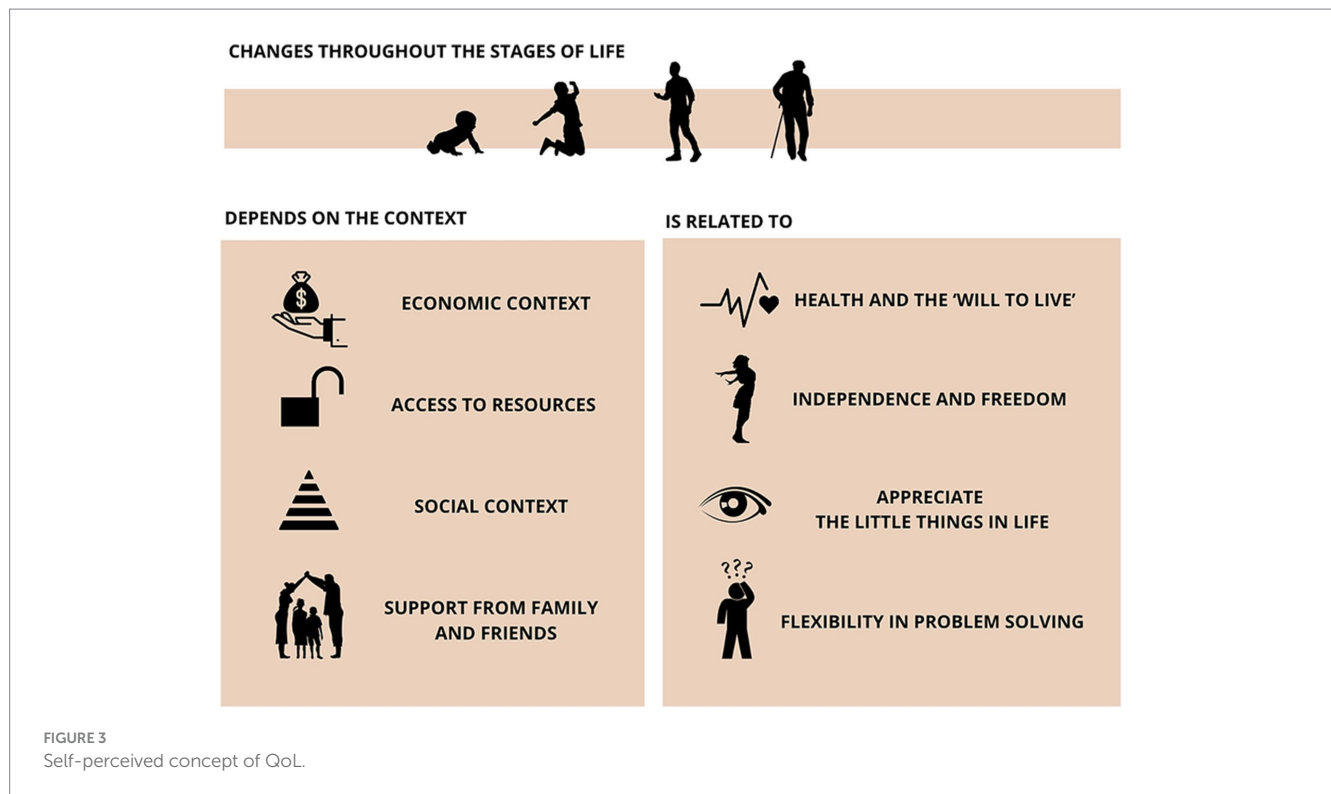 CHANGES THROUGHOUT THE STAGES OF LIFE
DEPENDS ON THE CONTEXT
$
ECONOMIC CONTEXT
ACCESS TO RESOURCES
SOCIAL CONTEXT
SUPPORT FROM FAMILY
AND FRIENDS
IS RELATED TO
HEALTH AND THE ‘WILL TO LIVE’
INDEPENDENCE AND FREEDOM
APPRECIATE
THE LITTLE THINGS IN LIFE
???
FLEXIBILITY IN PROBLEM SOLVING
FIGURE 3
Self-perceived concept of QoL.